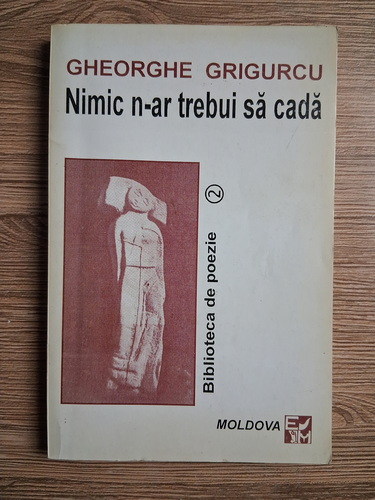 GHEORGHE GRIGURCU
Nimic n-ar trebui să cadă
Biblioteca de poezie 2
MOLDOVA